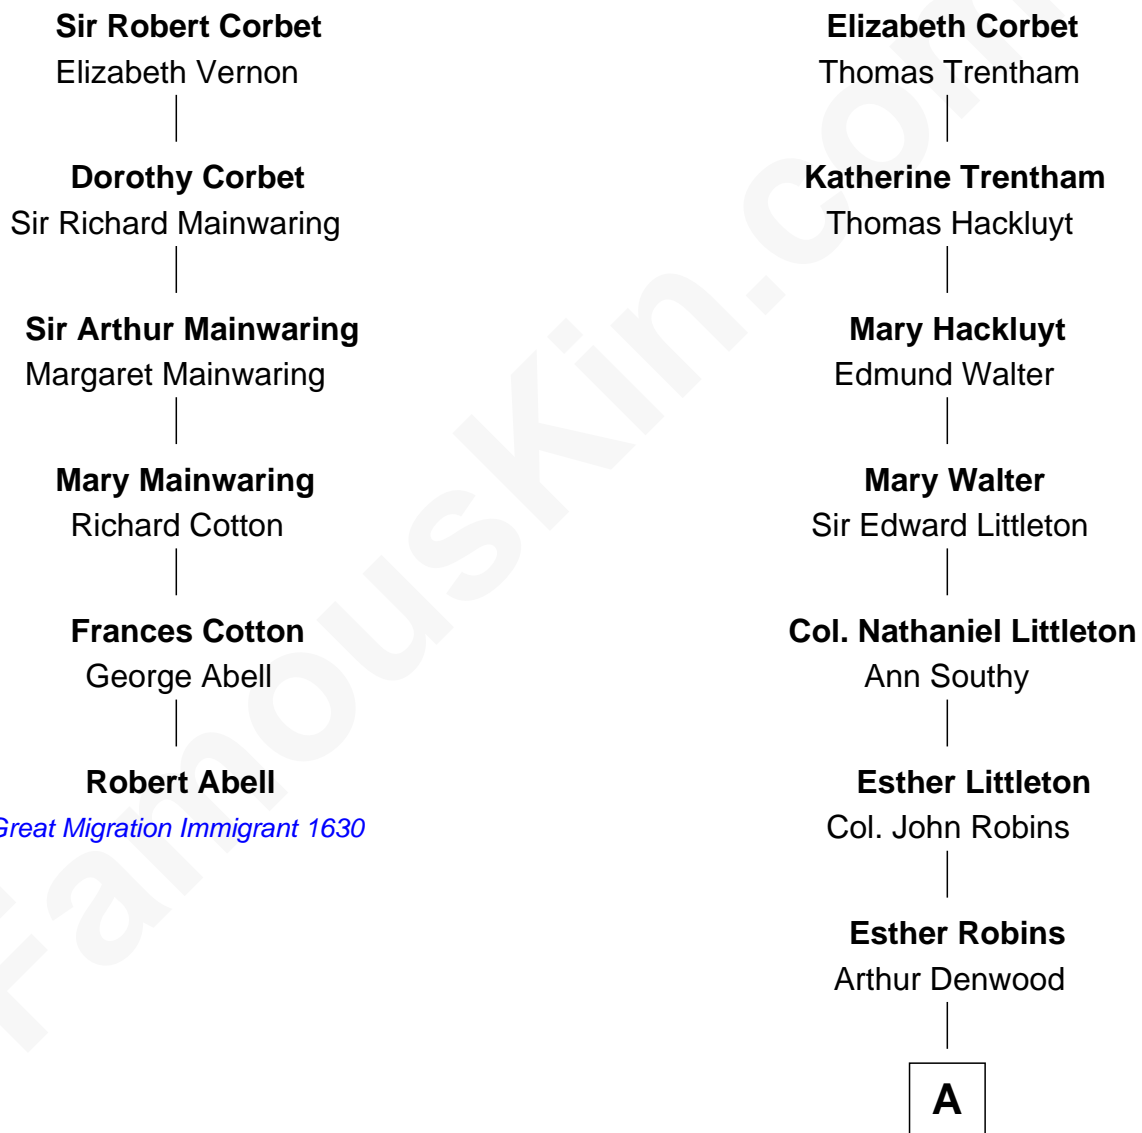 Sir Robert Corbet
Elizabeth Vernon
Dorothy Corbet
Sir Richard Mainwaring
Sir Arthur Mainwaring
Margaret Mainwaring
Mary Mainwaring
Richard Cotton
Frances Cotton
George Abell
Robert Abell
Great Migration Immigrant 1630
Elizabeth Corbet
Thomas Trentham
Katherine Trentham
Thomas Hackluyt
Mary Hackluyt
Edmund Walter
Mary Walter
Sir Edward Littleton
Col. Nathaniel Littleton
Ann Southy
Esther Littleton
Col. John Robins
Esther Robins
Arthur Denwood
A
FamousKin.com